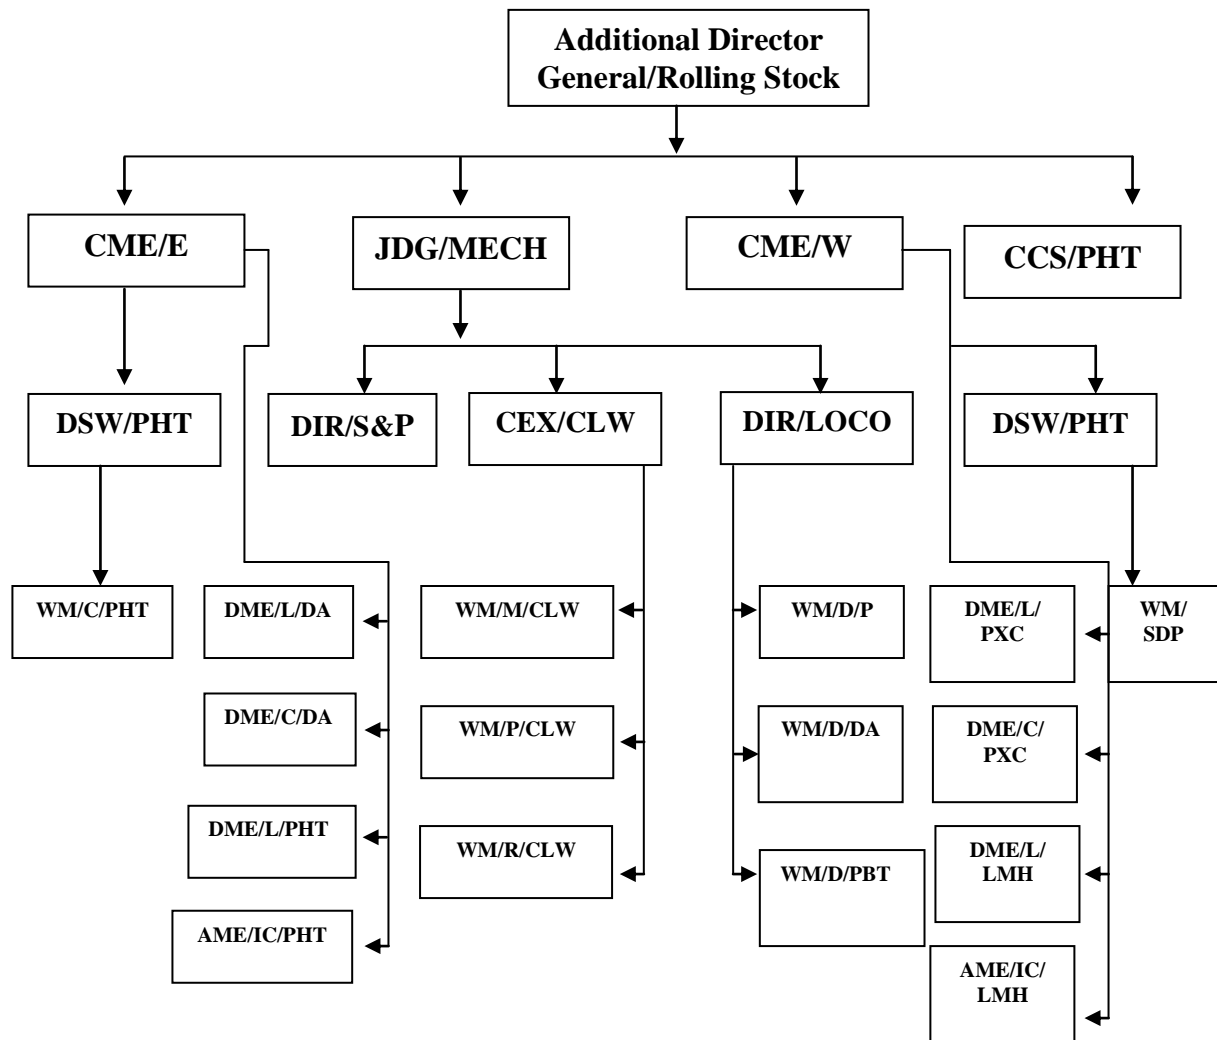 Additional Director
General/Rolling Stock
CME/E
JDG/MECH
CME/W
CCS/PHT
DSW/PHT
DIR/S&P
CEX/CLW
DIR/LOCO
DSW/PHT
WM/C/PHT
DME/L/DA
WM/M/CLW
WM/D/P
DME/L/
PXC
WM/
SDP
DME/C/DA
WM/P/CLW
WM/D/DA
DME/C/
PXC
DME/L/PHT
WM/R/CLW
WM/D/PBT
DME/L/
LMH
AME/IC/PHT
AME/IC/
LMH